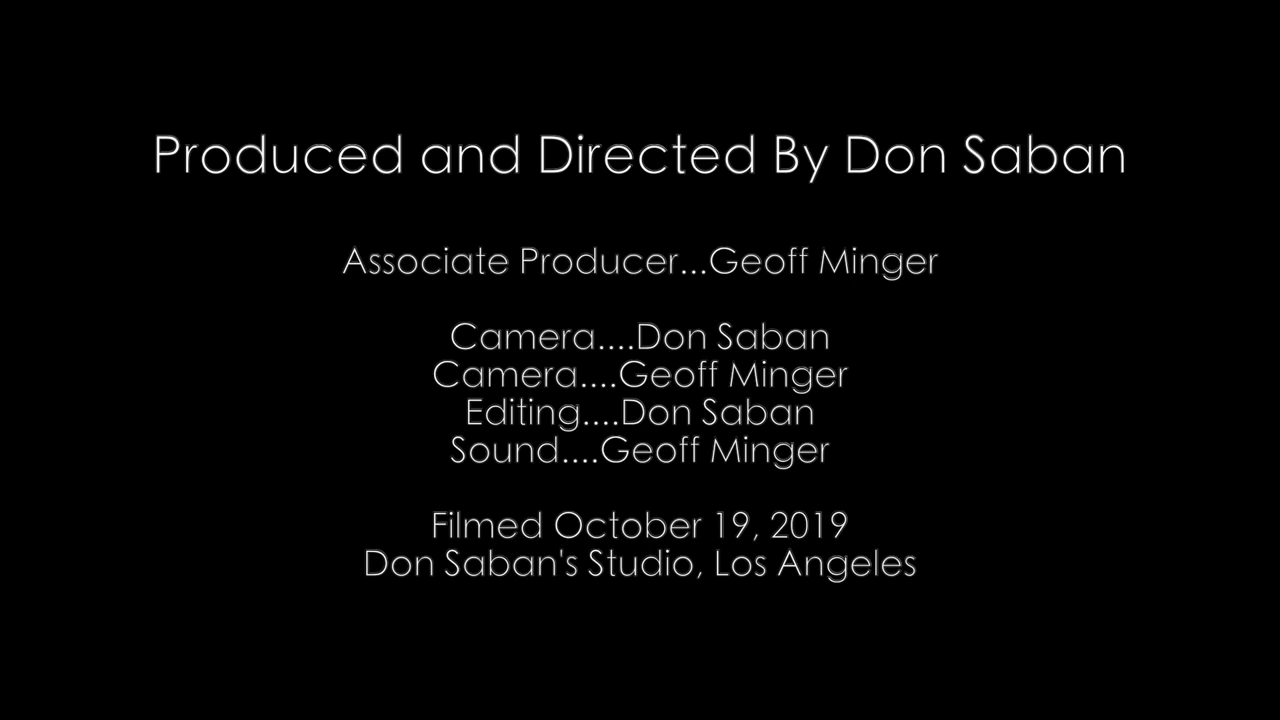 Produced and Directed By Don Saban
Associate Producer...Geoff Minger
Camera....Don Saban
Camera....Geoff Minger
Editing....Don Saban
Sound....Geoff Minger
Filmed October 19, 2019
Don Saban's Studio, Los Angeles